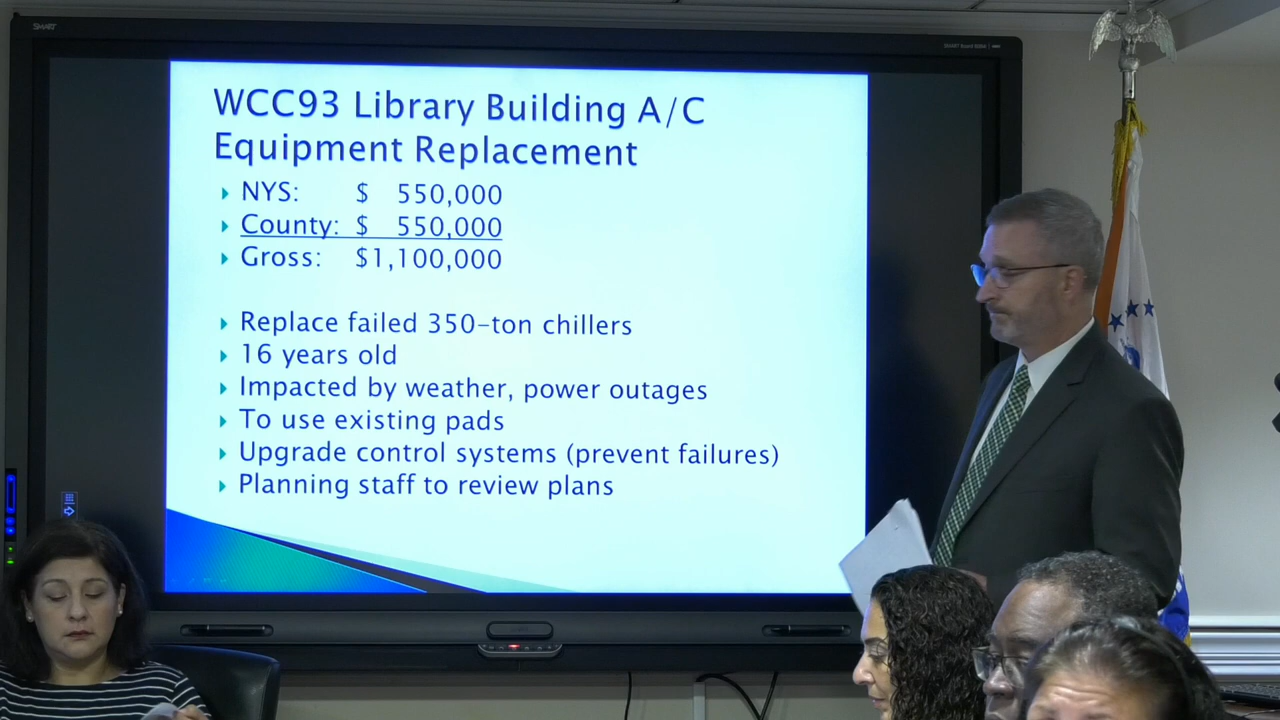 SMART
WCC93 Library Building A/C
Equipment Replacement
NYS: $ 550,000
County: $ 550,000
Gross: $1,100,000
Replace failed 350-ton chillers
16 years old
Impacted by weather, power outages
To use existing pads
Upgrade control systems (prevent failures)
Planning staff to review plans